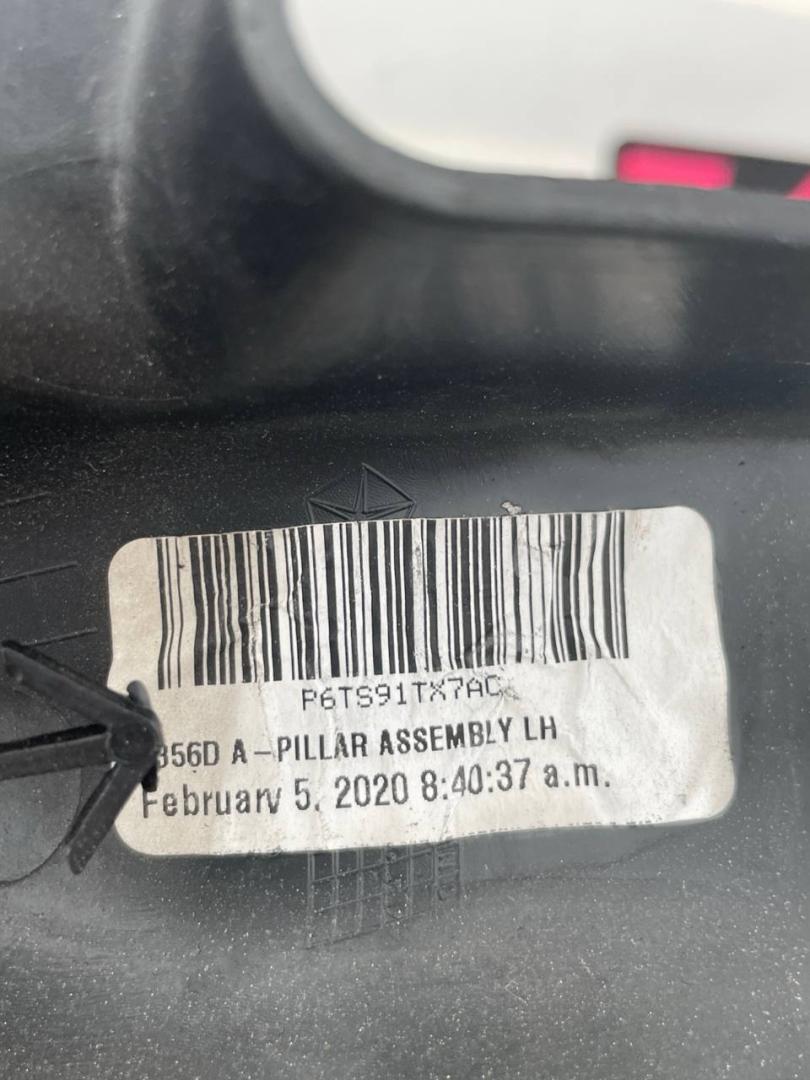 P6TS91TX7AC
356D A-PILLAR ASSEMBLY LH
February 5, 2020 8:40:37 a.m.